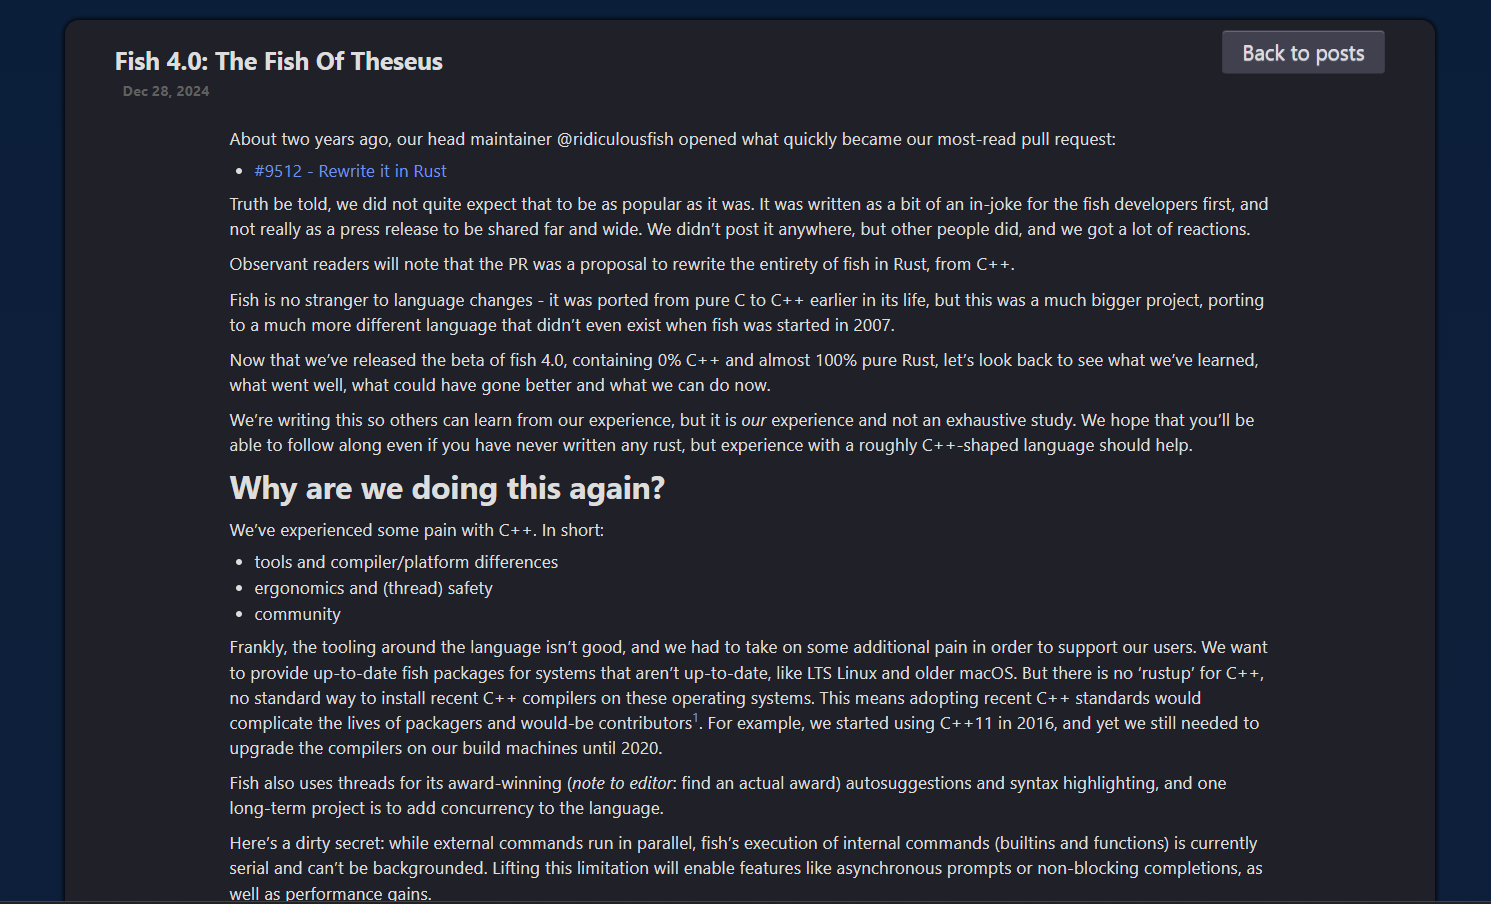 Fish 4.0: The Fish Of Theseus
Back to posts
Dec 28, 2024
About two years ago, our head maintainer @ridiculousfish opened what quickly became our most-read pull request:
• #9512 - Rewrite it in Rust
Truth be told, we did not quite expect that to be as popular as it was. It was written as a bit of an in-joke for the fish developers first, and
not really as a press release to be shared far and wide. We didn’t post it anywhere, but other people did, and we got a lot of reactions.
Observant readers will note that the PR was a proposal to rewrite the entirety of fish in Rust, from C++.
Fish is no stranger to language changes - it was ported from pure C to C++ earlier in its life, but this was a much bigger project, porting
to a much more different language that didn’t even exist when fish was started in 2007.
Now that we’ve released the beta of fish 4.0, containing 0% C++ and almost 100% pure Rust, let’s look back to see what we’ve learned,
what went well, what could have gone better and what we can do now.
We’re writing this so others can learn from our experience, but it is our experience and not an exhaustive study. We hope that you’ll be
able to follow along even if you have never written any rust, but experience with a roughly C++-shaped language should help.
Why are we doing this again?
We’ve experienced some pain with C++. In short:
• tools and compiler/platform differences
• ergonomics and (thread) safety
• community
Frankly, the tooling around the language isn’t good, and we had to take on some additional pain in order to support our users. We want
to provide up-to-date fish packages for systems that aren’t up-to-date, like LTS Linux and older macOS. But there is no ‘rustup’ for C++,
no standard way to install recent C++ compilers on these operating systems. This means adopting recent C++ standards would
complicate the lives of packagers and would-be contributors¹. For example, we started using C++11 in 2016, and yet we still needed to
upgrade the compilers on our build machines until 2020.
Fish also uses threads for its award-winning (note to editor: find an actual award) autosuggestions and syntax highlighting, and one
long-term project is to add concurrency to the language.
Here’s a dirty secret: while external commands run in parallel, fish’s execution of internal commands (builtins and functions) is currently
serial and can’t be backgrounded. Lifting this limitation will enable features like asynchronous prompts or non-blocking completions, as
well as performance gains.